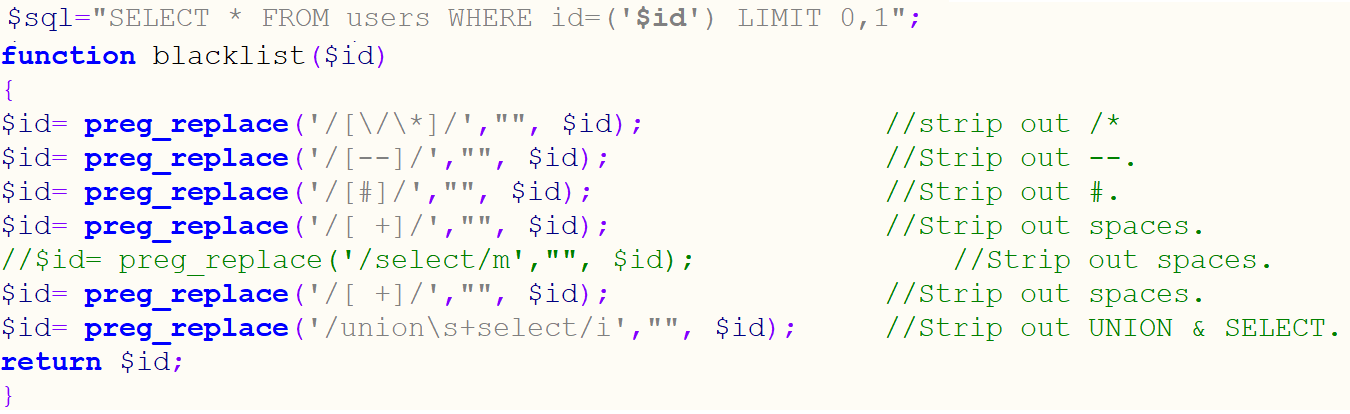 $sql="SELECT * FROM users WHERE id=('$id') LIMIT 0,1";
function blacklist($id)
{
$id= preg_replace('/[\/\*]/',"", $id);                //strip out /*
$id= preg_replace('/[--]/',"", $id);                  //Strip out --.
$id= preg_replace('/[#]/',"", $id);                   //Strip out #.
$id= preg_replace('/[ +]/',"", $id);                  //Strip out spaces.
//$id= preg_replace('/select/m',"", $id);                 //Strip out spaces.
$id= preg_replace('/[ +]/',"", $id);                  //Strip out spaces.
$id= preg_replace('/union\s+select/i',"", $id);       //Strip out UNION & SELECT.
return $id;
}